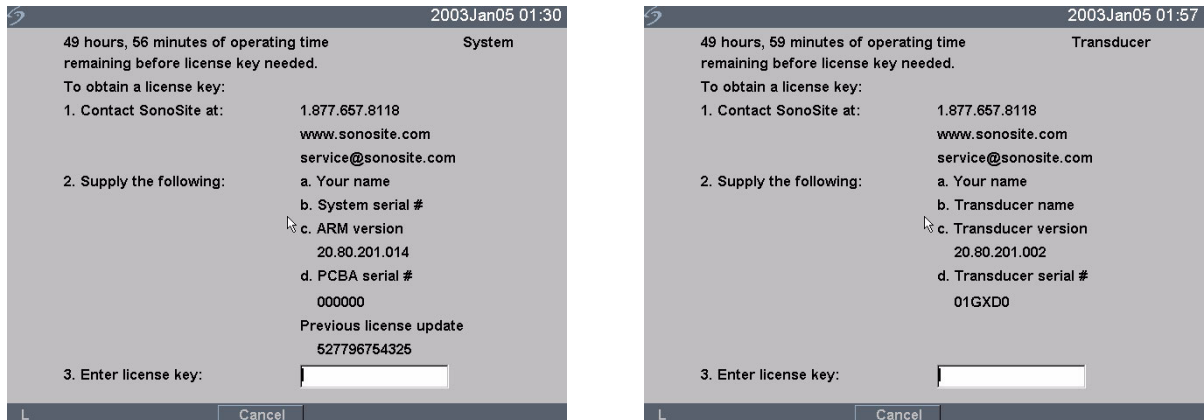 2003Jan05 01:30
49 hours, 56 minutes of operating time System
remaining before license key needed.
To obtain a license key:
1. Contact SonoSite at: 1.877.657.8118
www.sonosite.com
service@sonosite.com
2. Supply the following: a. Your name
b. System serial #
c. ARM version
20.80.201.014
d. PCBA serial #
000000
Previous license update
527796754325
3. Enter license key:
L Cancel
2003Jan05 01:57
49 hours, 59 minutes of operating time Transducer
remaining before license key needed.
To obtain a license key:
1. Contact SonoSite at: 1.877.657.8118
www.sonosite.com
service@sonosite.com
2. Supply the following: a. Your name
b. Transducer name
c. Transducer version
20.80.201.002
d. Transducer serial #
01GXD0
3. Enter license key:
L Cancel